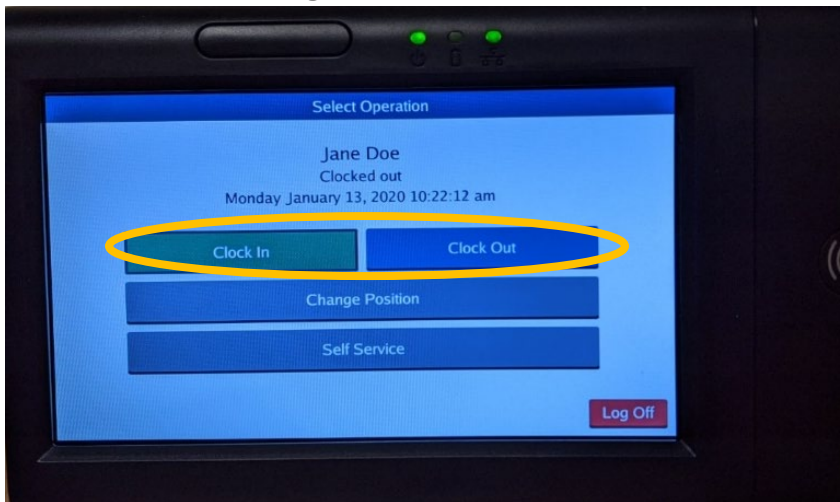 Select Operation
Jane Doe
Clocked out
Monday January 13, 2020 10:22:12 am
Clock In Clock Out
Change Position
Self Service
Log Off